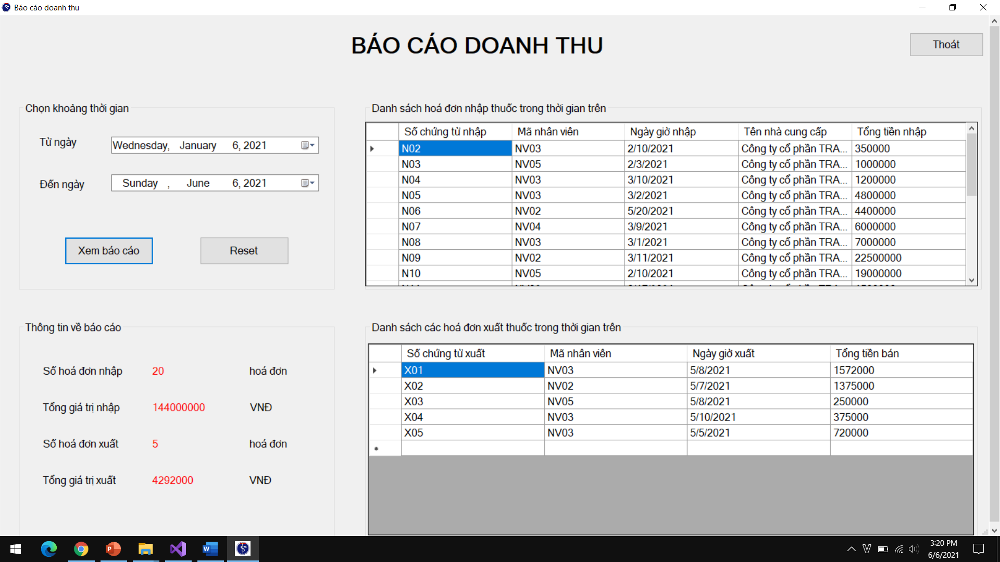 Báo cáo doanh thu
BÁO CÁO DOANH THU
Thoát
Chọn khoảng thời gian
Từ ngày
Wednesday, January 6, 2021
Đến ngày
Sunday , June 6, 2021
Xem báo cáo
Reset
Danh sách hoá đơn nhập thuốc trong thời gian trên
Số chứng từ nhập Mã nhân viên Ngày giờ nhập Tên nhà cung cấp Tổng tiền nhập
N02 NV03 2/10/2021 Công ty cổ phần TRA... 350000
N03 NV05 2/3/2021 Công ty cổ phần TRA... 1000000
N04 NV03 3/10/2021 Công ty cổ phần TRA... 1200000
N05 NV03 3/2/2021 Công ty cổ phần TRA... 4800000
N06 NV02 5/20/2021 Công ty cổ phần TRA... 4400000
N07 NV04 3/9/2021 Công ty cổ phần TRA... 6000000
N08 NV03 3/1/2021 Công ty cổ phần TRA... 7000000
N09 NV02 3/11/2021 Công ty cổ phần TRA... 22500000
N10 NV05 2/10/2021 Công ty cổ phần TRA... 19000000
Thông tin về báo cáo
Số hoá đơn nhập 20 hoá đơn
Tổng giá trị nhập 144000000 VNĐ
Số hoá đơn xuất 5 hoá đơn
Tổng giá trị xuất 4292000 VNĐ
Danh sách các hoá đơn xuất thuốc trong thời gian trên
Số chứng từ xuất Mã nhân viên Ngày giờ xuất Tổng tiền bán
X01 NV03 5/8/2021 1572000
X02 NV02 5/7/2021 1375000
X03 NV05 5/8/2021 250000
X04 NV03 5/10/2021 375000
X05 NV03 5/5/2021 720000
3:20 PM
6/6/2021